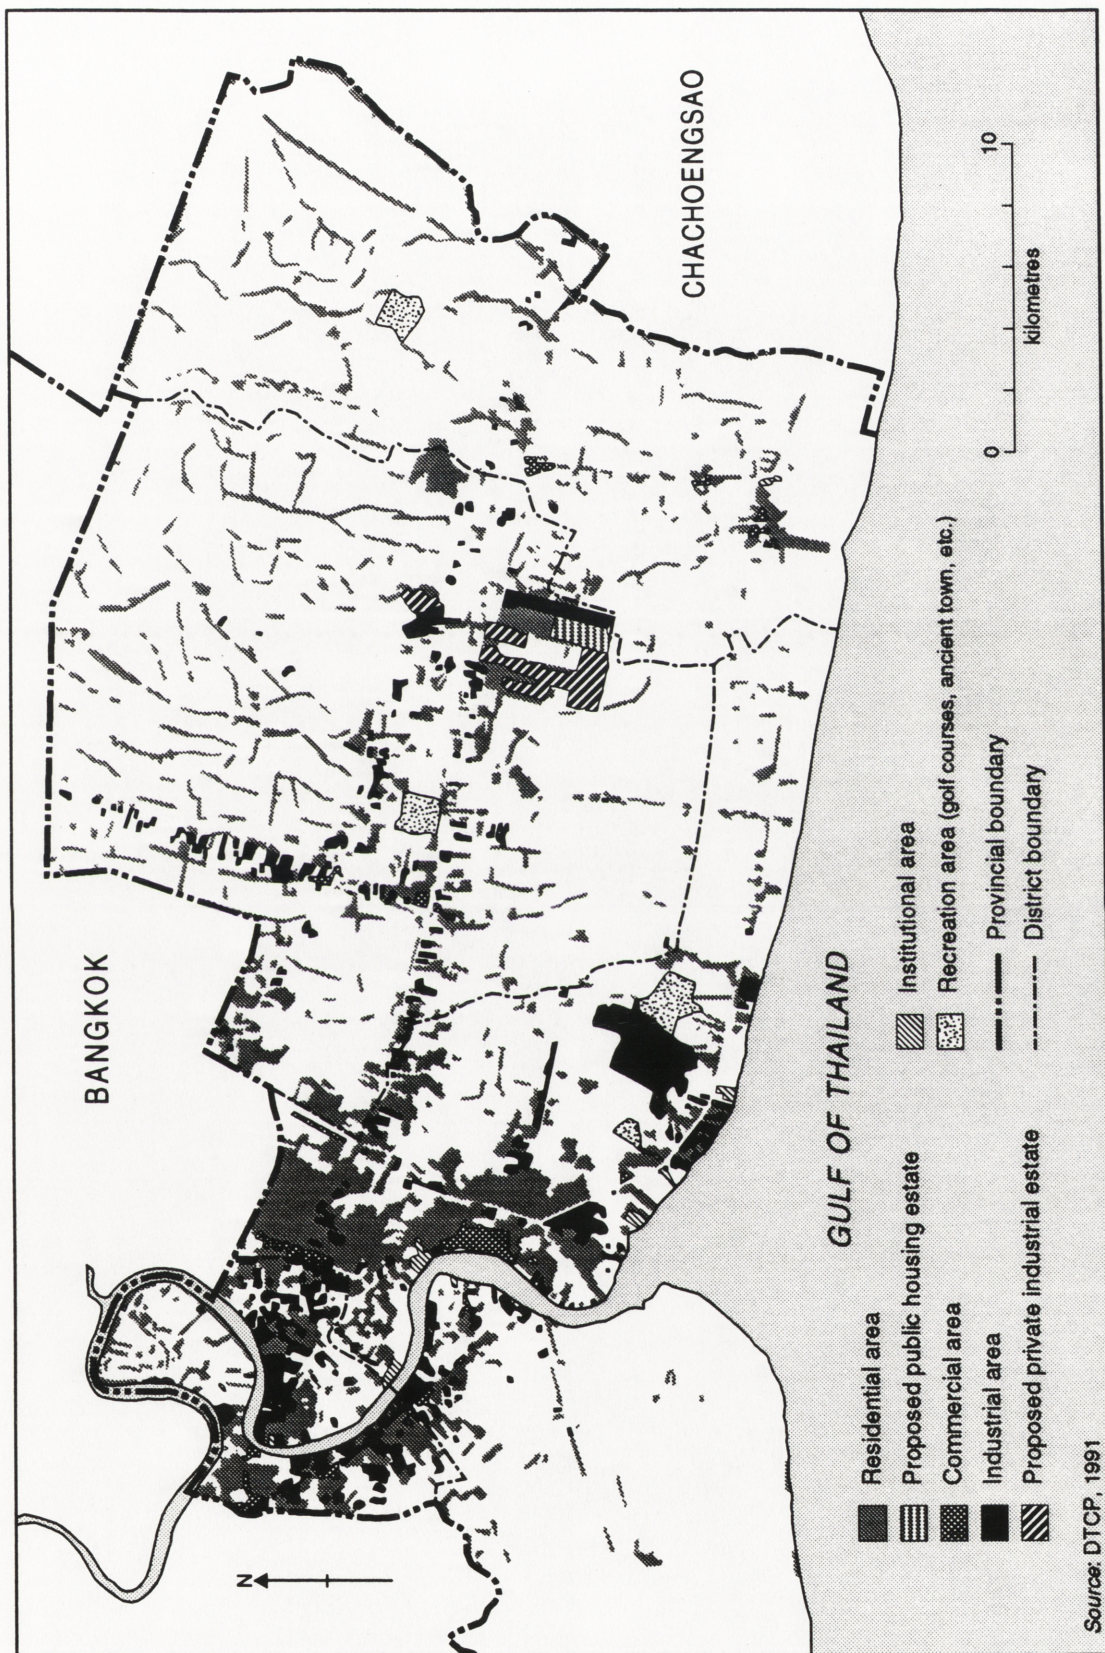 BANGKOK
CHACHOENGSAO
GULF OF THAILAND
N
0 10
kilometres
Residential area
Proposed public housing estate
Commercial area
Industrial area
Proposed private industrial estate
Institutional area
Recreation area (golf courses, ancient town, etc.)
Provincial boundary
District boundary
Source: DTCP, 1991